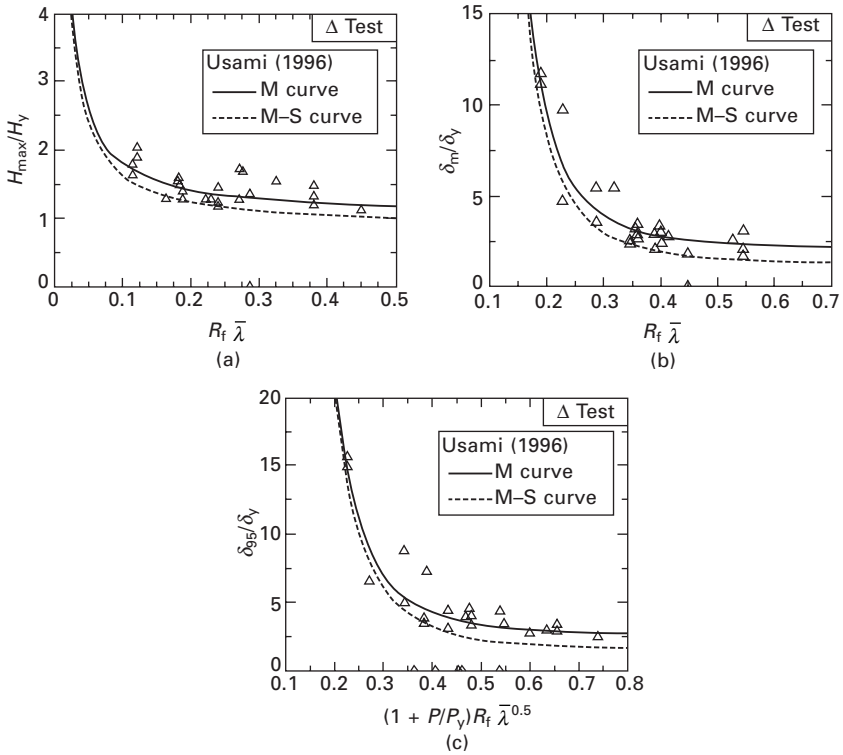 4
3
2
1
0
H_max/H_y
Δ Test
Usami (1996)
M curve
M–S curve
0 0.1 0.2 0.3 0.4 0.5
R_f λ̄
(a)
15
10
5
0
δ_m/δ_y
Δ Test
Usami (1996)
M curve
M–S curve
0.1 0.2 0.3 0.4 0.5 0.6 0.7
R_f λ̄
(b)
20
15
10
5
0
δ_95/δ_y
Δ Test
Usami (1996)
M curve
M–S curve
0.1 0.2 0.3 0.4 0.5 0.6 0.7 0.8
(1 + P/P_y)R_f λ̄^0.5
(c)